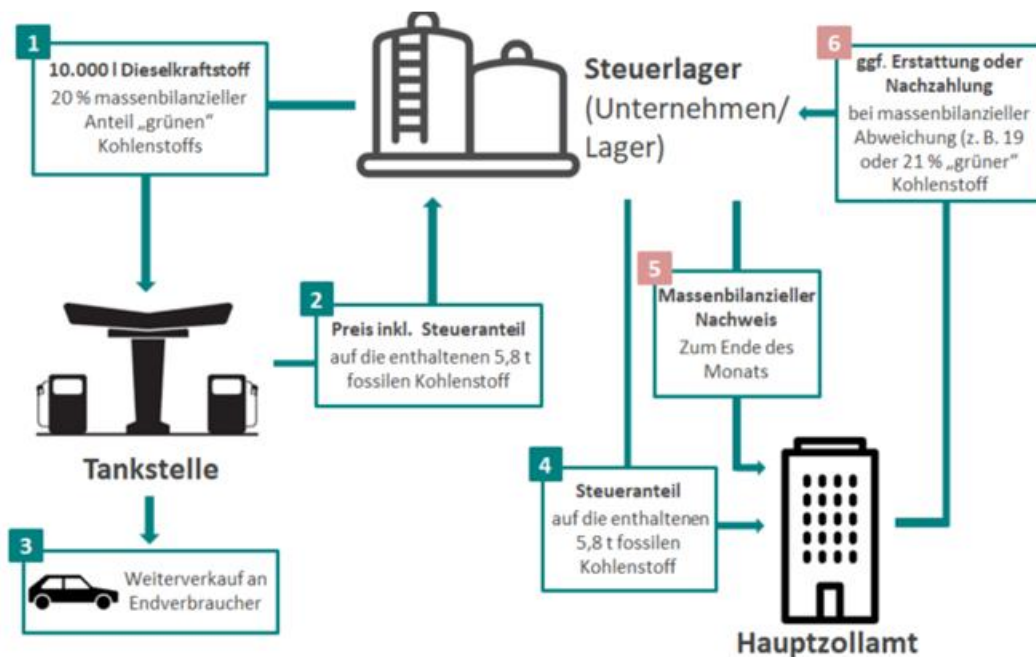 1
10.000 l Dieselkraftstoff
20 % massenbilanzieller
Anteil „grünen“
Kohlenstoffs
Steuerlager
(Unternehmen/
Lager)
6
ggf. Erstattung oder
Nachzahlung
bei massenbilanzieller
Abweichung (z. B. 19
oder 21 % „grüner“
Kohlenstoff
2
Preis inkl. Steueranteil
auf die enthaltenen 5,8 t
fossilen Kohlenstoff
5
Massenbilanzieller
Nachweis
Zum Ende des
Monats
Tankstelle
4
Steueranteil
auf die enthaltenen
5,8 t fossilen
Kohlenstoff
3
Weiterverkauf an
Endverbraucher
Hauptzollamt